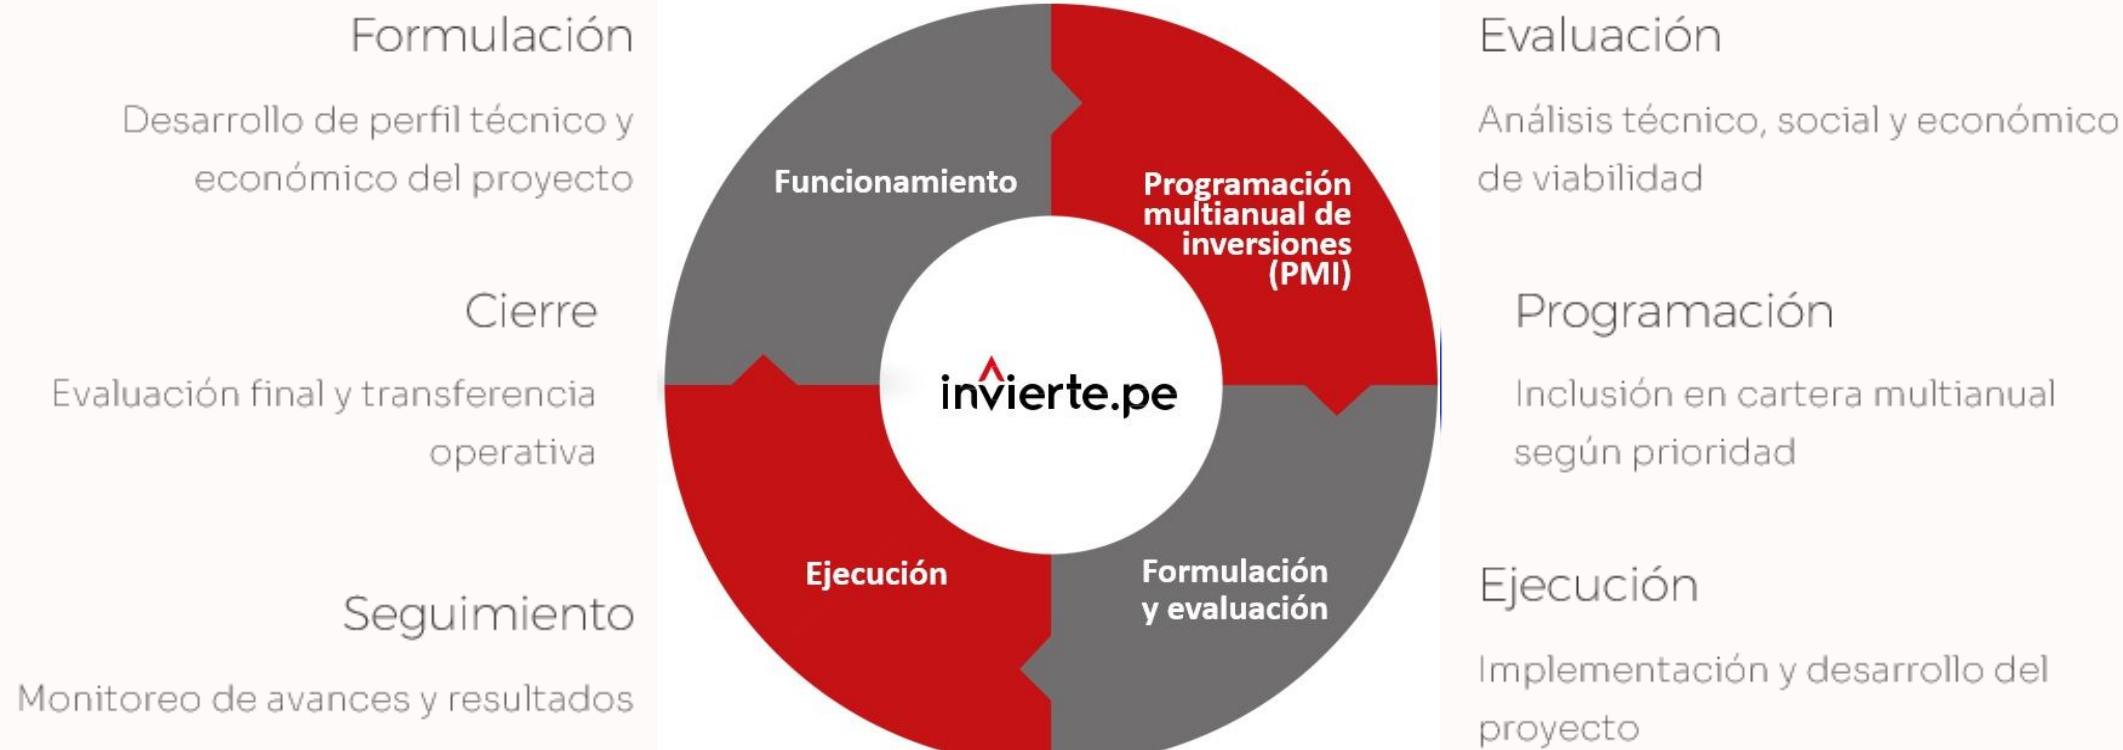 Formulación
Desarrollo de perfil técnico y
económico del proyecto
Cierre
Evaluación final y transferencia
operativa
Seguimiento
Monitoreo de avances y resultados
Funcionamiento
Programación
multianual de
inversiones
(PMI)
invierte.pe
Ejecución
Formulación
y evaluación
Evaluación
Análisis técnico, social y económico
de viabilidad
Programación
Inclusión en cartera multianual
según prioridad
Ejecución
Implementación y desarrollo del
proyecto